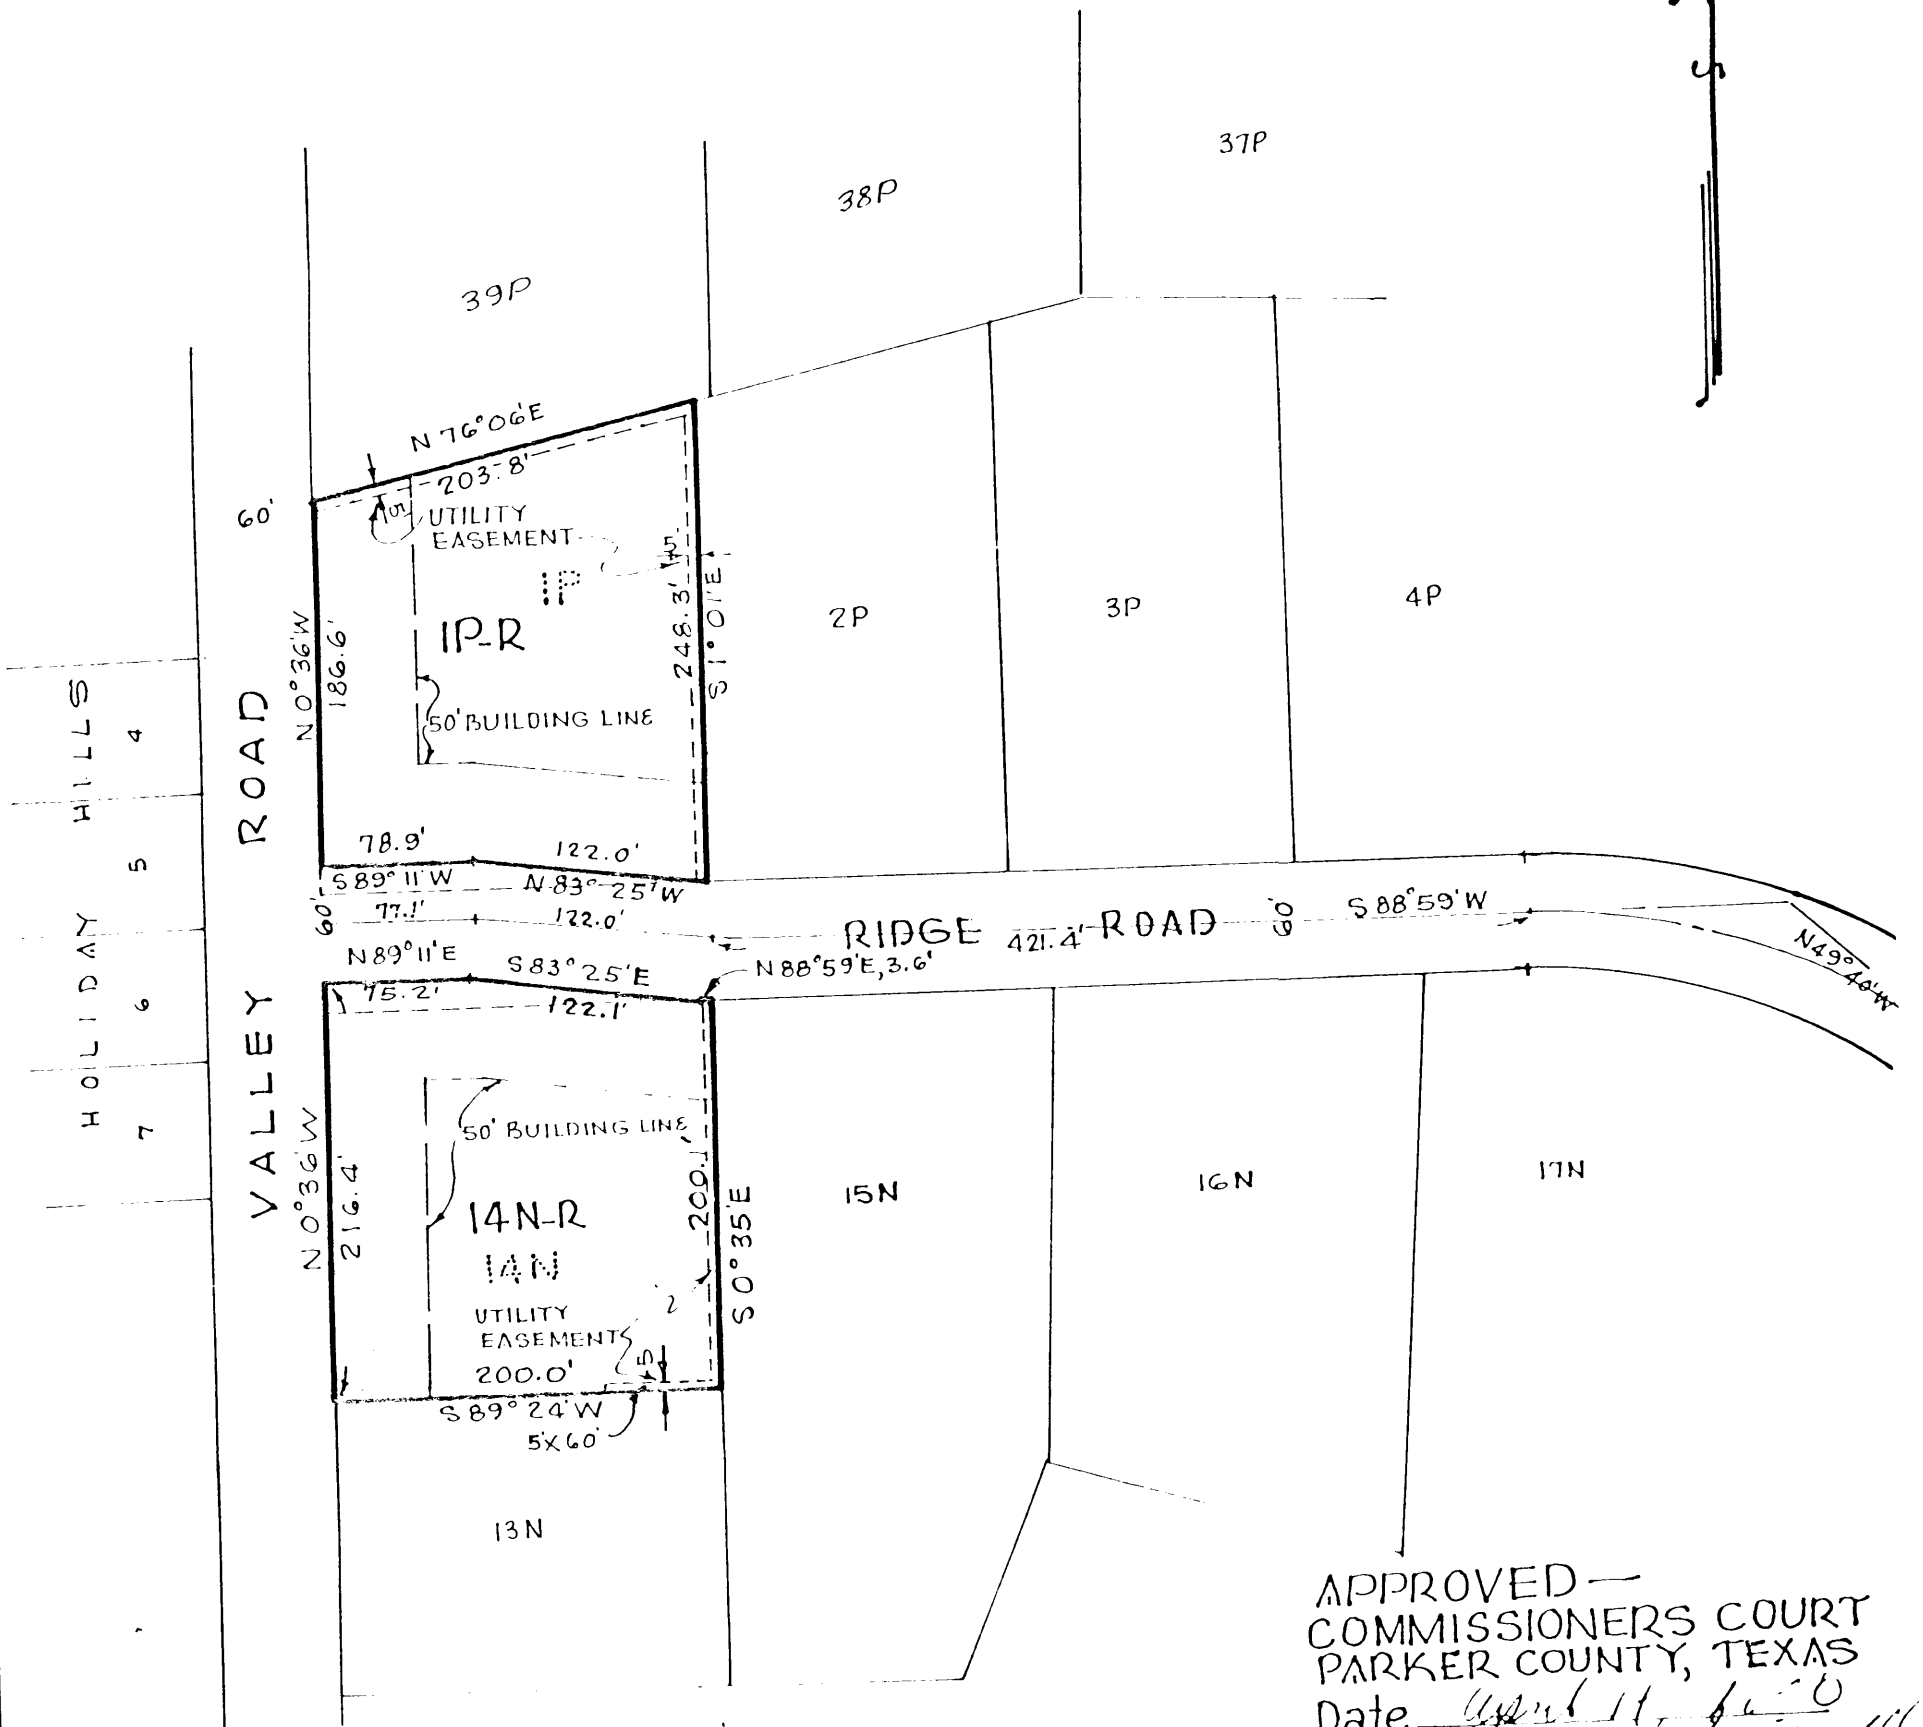 37P
38P
39P
N 76°06'E
203.8'
60'
5'
UTILITY
EASEMENT
5'
1P
1P-R
248.3'
S 1° 01'E
N 0°36'W
186.6'
50' BUILDING LINE
2P
3P
4P
HOLIDAY HILLS
4
5
6
7
VALLEY ROAD
78.9'
122.0'
S 89° 11' W
N 83° 25' W
60'
77.1'
122.0'
RIDGE ROAD
421.4'
60'
S 88°59' W
N49°40'W
N 89°11'E
S 83°25'E
N 88°59'E, 3.6'
75.2'
122.1'
50' BUILDING LINE
N 0°36'W
216.4'
200.1'
S 0°35'E
14N-R
14N
UTILITY
EASEMENTS
2
5'
200.0'
S 89° 24' W
5'X60'
15N
16N
17N
13N
APPROVED —
COMMISSIONERS COURT
PARKER COUNTY, TEXAS
Date